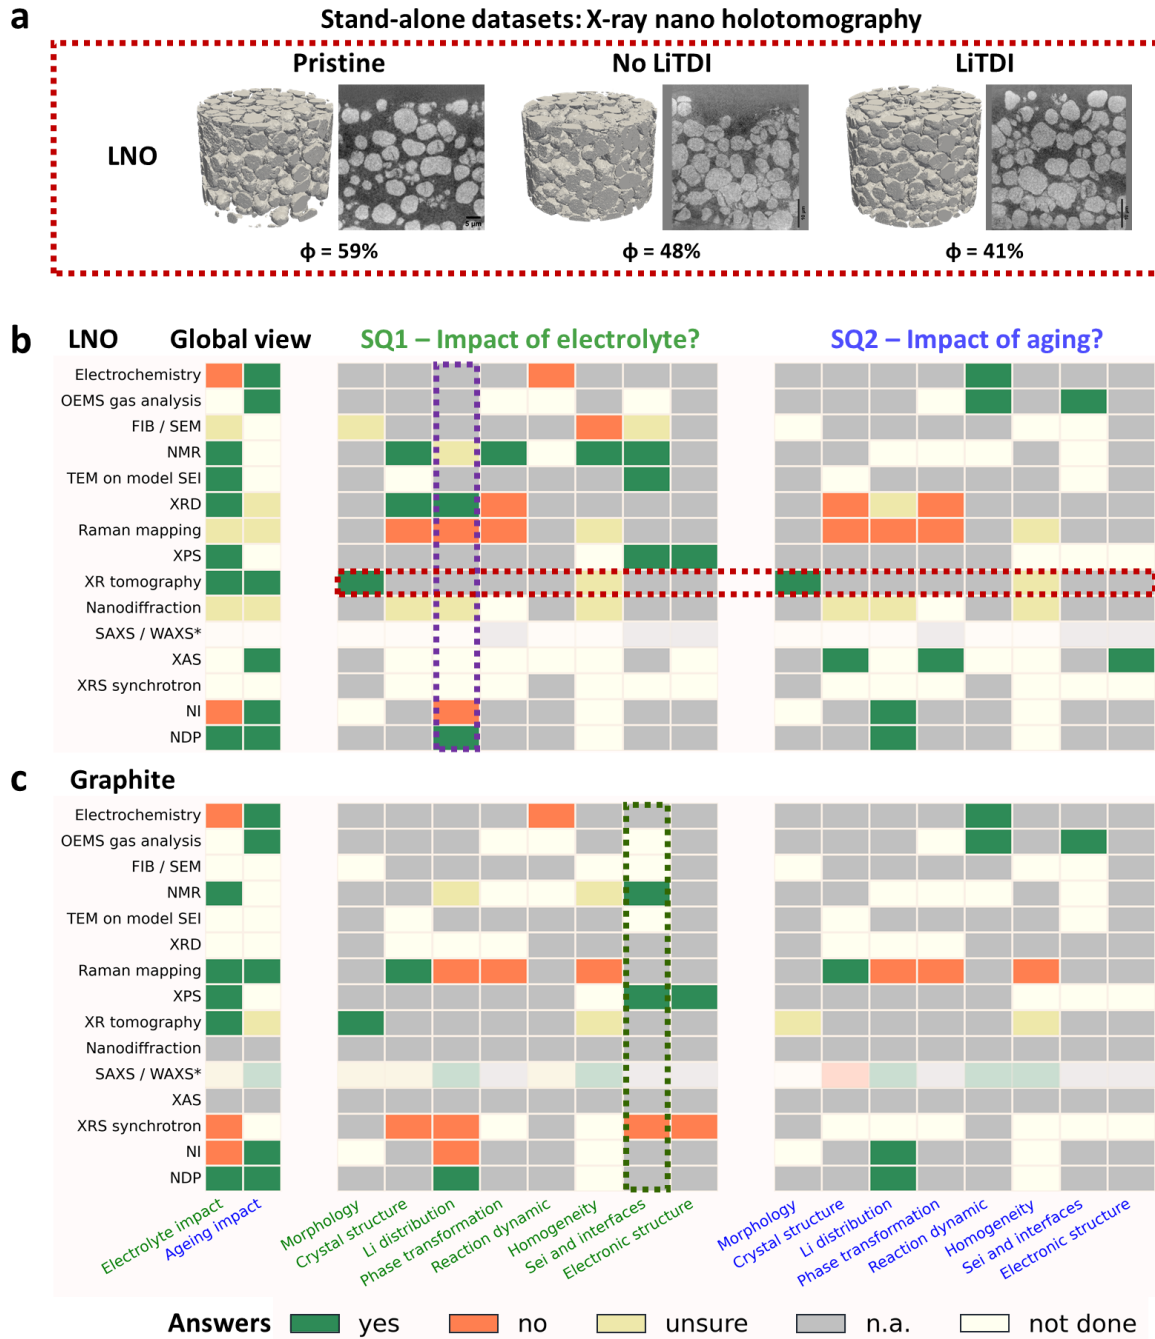 a
Stand-alone datasets: X-ray nano holotomography
Pristine
No LiTDI
LiTDI
LNO
5 µm
10 µm
10 µm
ϕ = 59%
ϕ = 48%
ϕ = 41%
b
LNO
Global view
SQ1 – Impact of electrolyte?
SQ2 – Impact of aging?
Electrochemistry
OEMS gas analysis
FIB / SEM
NMR
TEM on model SEI
XRD
Raman mapping
XPS
XR tomography
Nanodiffraction
SAXS / WAXS*
XAS
XRS synchrotron
NI
NDP
c
Graphite
Electrochemistry
OEMS gas analysis
FIB / SEM
NMR
TEM on model SEI
XRD
Raman mapping
XPS
XR tomography
Nanodiffraction
SAXS / WAXS*
XAS
XRS synchrotron
NI
NDP
Electrolyte impact
Ageing impact
Morphology
Crystal structure
Li distribution
Phase transformation
Reaction dynamic
Homogeneity
Sei and interfaces
Electronic structure
Morphology
Crystal structure
Li distribution
Phase transformation
Reaction dynamic
Homogeneity
Sei and interfaces
Electronic structure
Answers
yes
no
unsure
n.a.
not done